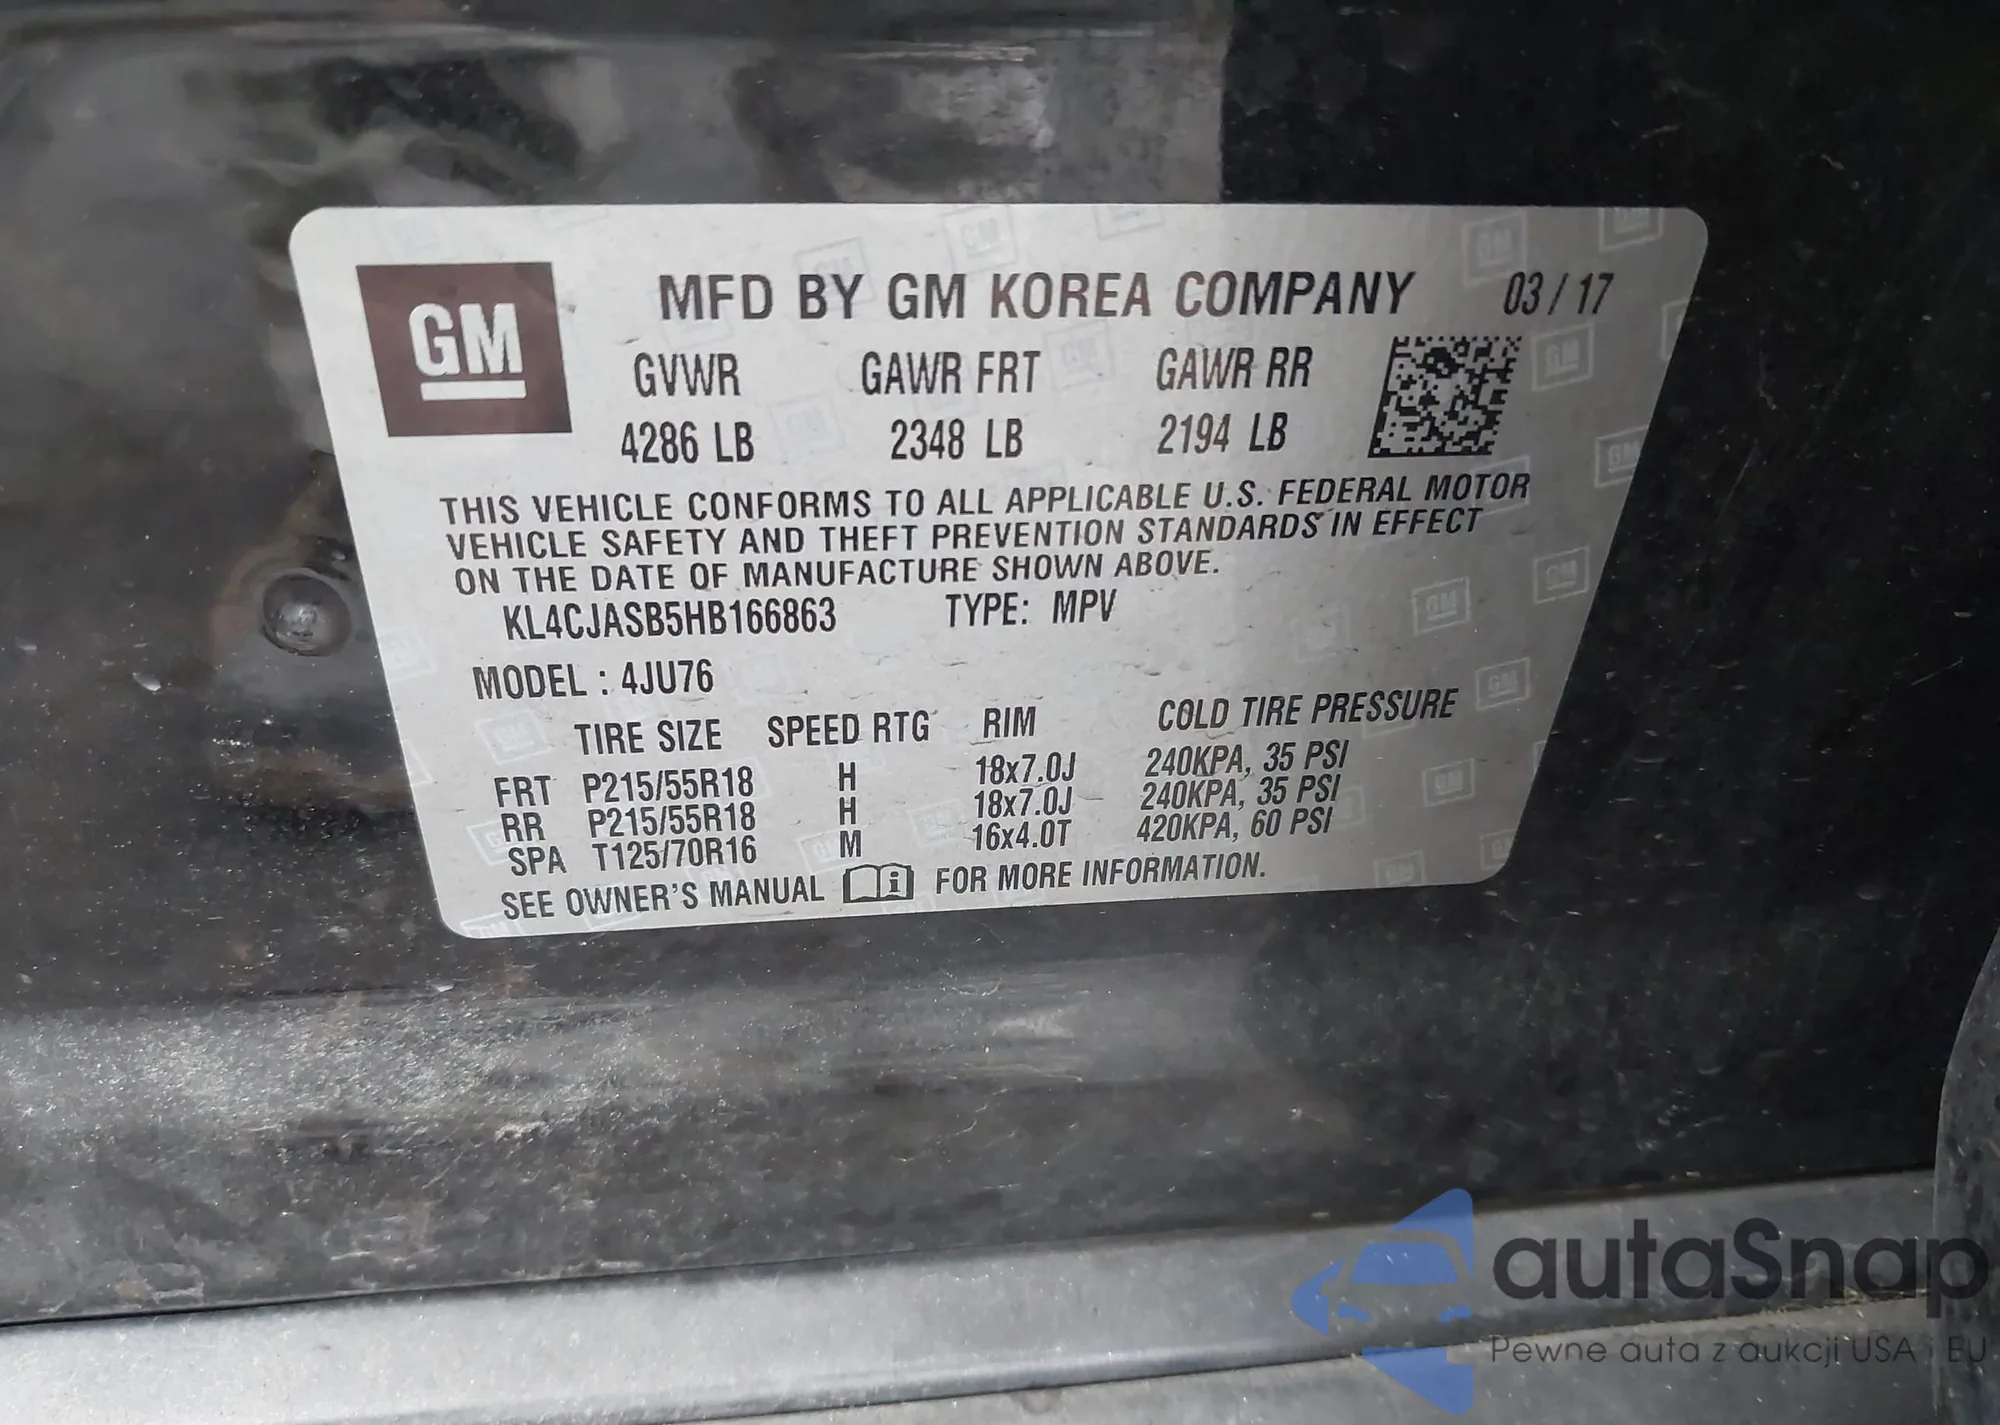 GM
MFD BY GM KOREA COMPANY 03/17
GVWR GAWR FRT GAWR RR
4286 LB 2348 LB 2194 LB
THIS VEHICLE CONFORMS TO ALL APPLICABLE U.S. FEDERAL MOTOR
VEHICLE SAFETY AND THEFT PREVENTION STANDARDS IN EFFECT
ON THE DATE OF MANUFACTURE SHOWN ABOVE.
KL4CJASB5HB166863 TYPE: MPV
MODEL : 4JU76
TIRE SIZE SPEED RTG RIM COLD TIRE PRESSURE
FRT P215/55R18 H 18x7.0J 240KPA, 35 PSI
RR P215/55R18 H 18x7.0J 240KPA, 35 PSI
SPA T125/70R16 M 16x4.0T 420KPA, 60 PSI
SEE OWNER'S MANUAL i FOR MORE INFORMATION.
autaSnap
Pewne auta z aukcji USA i EU